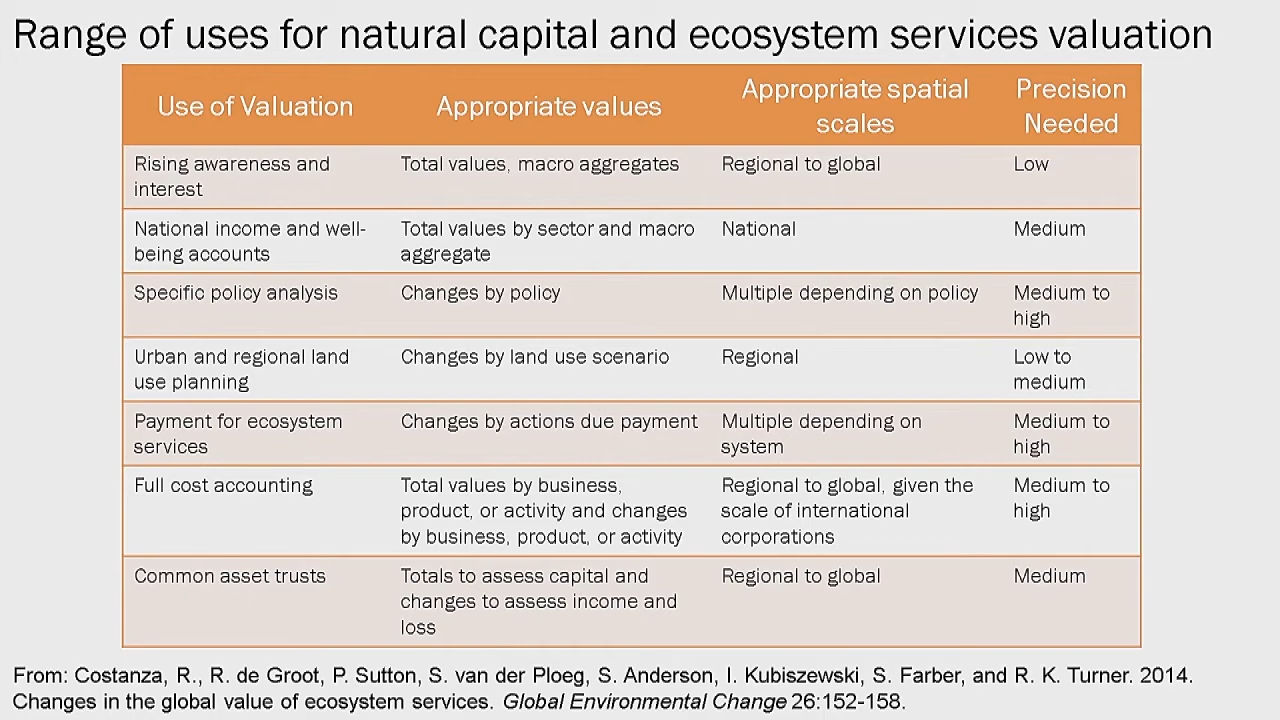 Range of uses for natural capital and ecosystem services valuation
Use of Valuation
Appropriate values
Appropriate spatial
scales
Precision
Needed
Rising awareness and
interest
Total values, macro aggregates
Regional to global
Low
National income and well-
being accounts
Total values by sector and macro
aggregate
National
Medium
Specific policy analysis
Changes by policy
Multiple depending on policy
Medium to
high
Urban and regional land
use planning
Changes by land use scenario
Regional
Low to
medium
Payment for ecosystem
services
Changes by actions due payment
Multiple depending on
system
Medium to
high
Full cost accounting
Total values by business,
product, or activity and changes
by business, product, or activity
Regional to global, given the
scale of international
corporations
Medium to
high
Common asset trusts
Totals to assess capital and
changes to assess income and
loss
Regional to global
Medium
From: Costanza, R., R. de Groot, P. Sutton, S. van der Ploeg, S. Anderson, I. Kubiszewski, S. Farber, and R. K. Turner. 2014.
Changes in the global value of ecosystem services. Global Environmental Change 26:152-158.